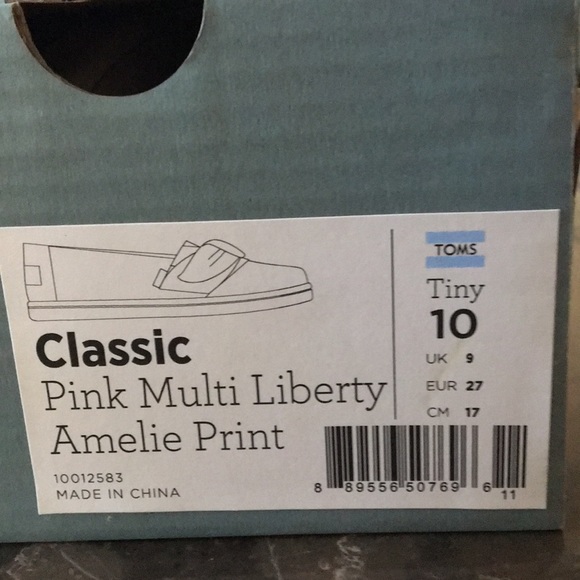 Classic
Pink Multi Liberty
Amelie Print
10012583
MADE IN CHINA
TOMS
Tiny
10
UK 9
EUR 27
CM 17
8 89556 50769 6 11